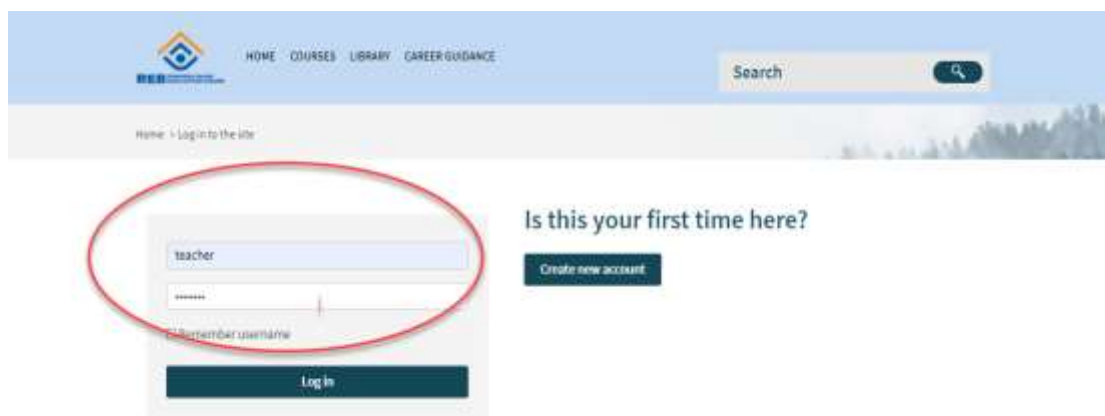 HOME COURSES LIBRARY CAREER GUIDANCE
Search
REB
Home > Log in to the site
Is this your first time here?
teacher
Create new account
•••••••
Remember username
Log in